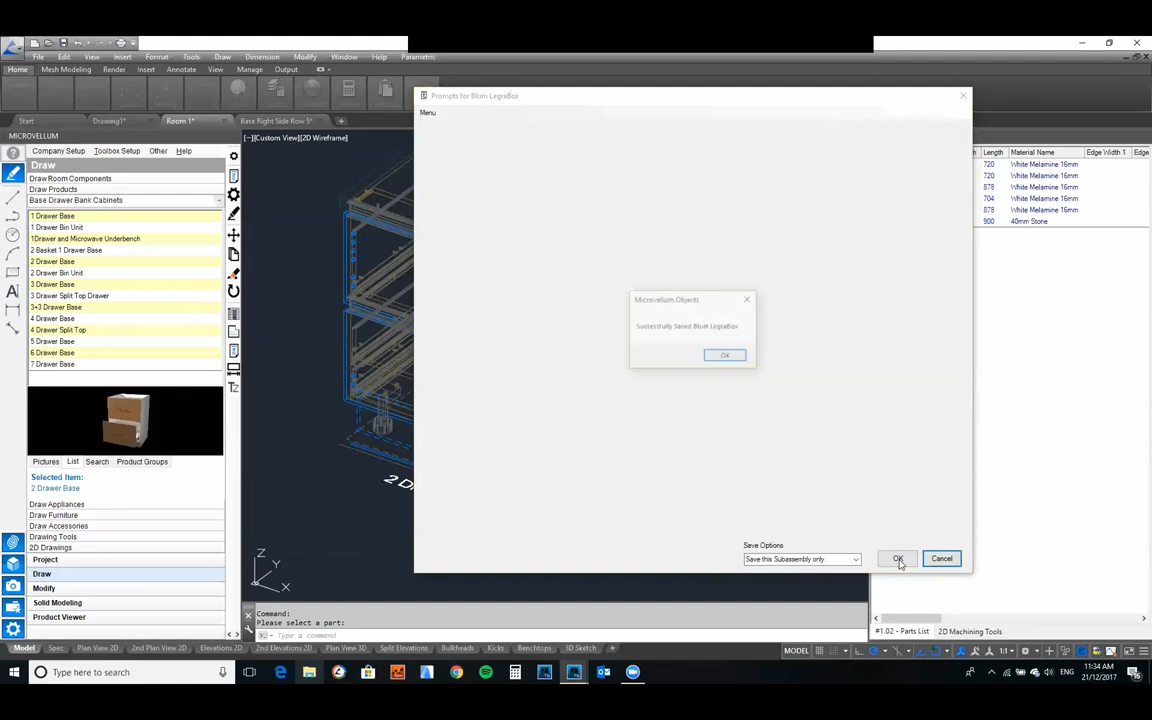 File Edit View Insert Format Tools Draw Dimension Modify Window Help Parametric
Home Mesh Modeling Render Insert Annotate View Manage Output
Start Drawing1* Room 1* Base Right Side Row 5*
MICROVELLUM
Company Setup Toolbox Setup Other Help
Draw
Draw Room Components
Draw Products
Base Drawer Bank Cabinets
1 Drawer Base
1 Drawer Bin Unit
1Drawer and Microwave Underbench
2 Basket 1 Drawer Base
2 Drawer Base
2 Drawer Bin Unit
3 Drawer Base
3 Drawer Split Top Drawer
3+3 Drawer Base
4 Drawer Base
4 Drawer Split Top
5 Drawer Base
6 Drawer Base
7 Drawer Base
Pictures List Search Product Groups
Selected Item:
2 Drawer Base
Draw Appliances
Draw Furniture
Draw Accessories
Drawing Tools
2D Drawings
Project
Draw
Modify
Solid Modeling
Product Viewer
[−][Custom View][2D Wireframe]
2 D
Z
Y
X
Prompts for Blum LegraBox
Menu
Microvellum.Objects
Successfully Saved Blum LegraBox
OK
Save Options
Save this Subassembly only
OK Cancel
Length Material Name Edge Width 1 Edge
720 White Melamine 16mm
720 White Melamine 16mm
878 White Melamine 16mm
704 White Melamine 16mm
878 White Melamine 16mm
900 40mm Stone
#1.02 - Parts List 2D Machining Tools
Command:
Please select a part:
Type a command
Model Spec Plan View 2D 2nd Plan View 2D Elevations 2D 2nd Elevations 2D Plan View 3D Split Elevations Bulkheads Kicks Benchtops 3D Sketch
MODEL 1:1
Type here to search
ENG
11:34 AM
21/12/2017